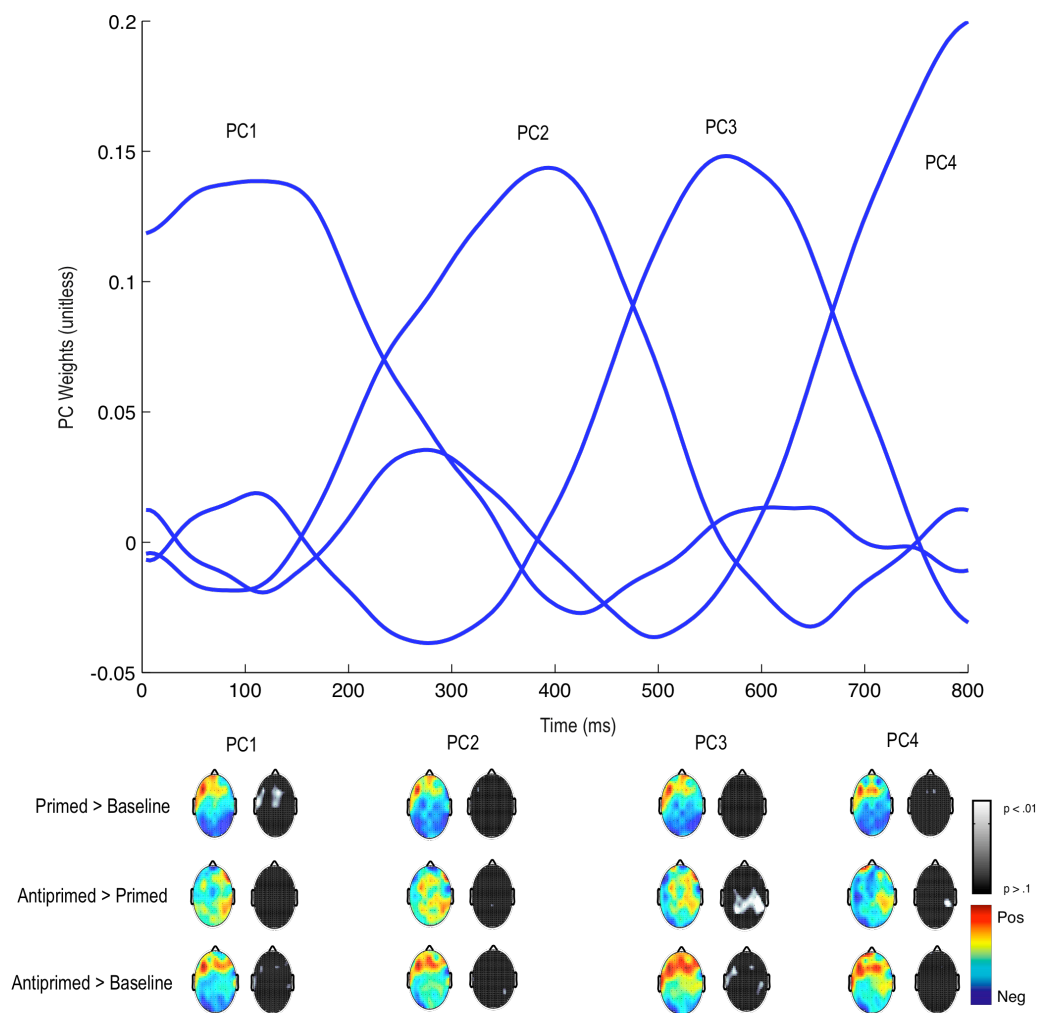 0.2
PC1
PC2
PC3
0.15
PC4
0.1
PC Weights (unitless)
0.05
0
-0.05
0 100 200 300 400 500 600 700 800
Time (ms)
PC1 PC2 PC3 PC4
Primed > Baseline
p < .01
Antiprimed > Primed
p > .1
Pos
Antiprimed > Baseline
Neg